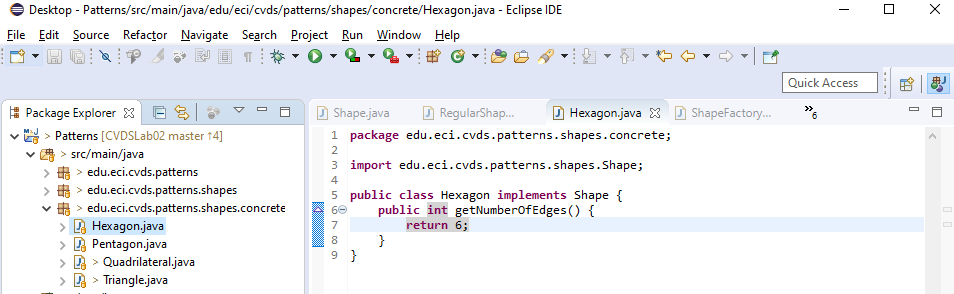 Desktop - Patterns/src/main/java/edu/eci/cvds/patterns/shapes/concrete/Hexagon.java - Eclipse IDE
File Edit Source Refactor Navigate Search Project Run Window Help
Quick Access
Package Explorer
Patterns [CVDSLab02 master ↑4]
src/main/java
> edu.eci.cvds.patterns
> edu.eci.cvds.patterns.shapes
> edu.eci.cvds.patterns.shapes.concrete
Hexagon.java
Pentagon.java
> Quadrilateral.java
> Triangle.java
Shape.java RegularShap... Hexagon.java ShapeFactory... »6
1 package edu.eci.cvds.patterns.shapes.concrete;
2
3 import edu.eci.cvds.patterns.shapes.Shape;
4
5 public class Hexagon implements Shape {
6 public int getNumberOfEdges() {
7 return 6;
8 }
9 }